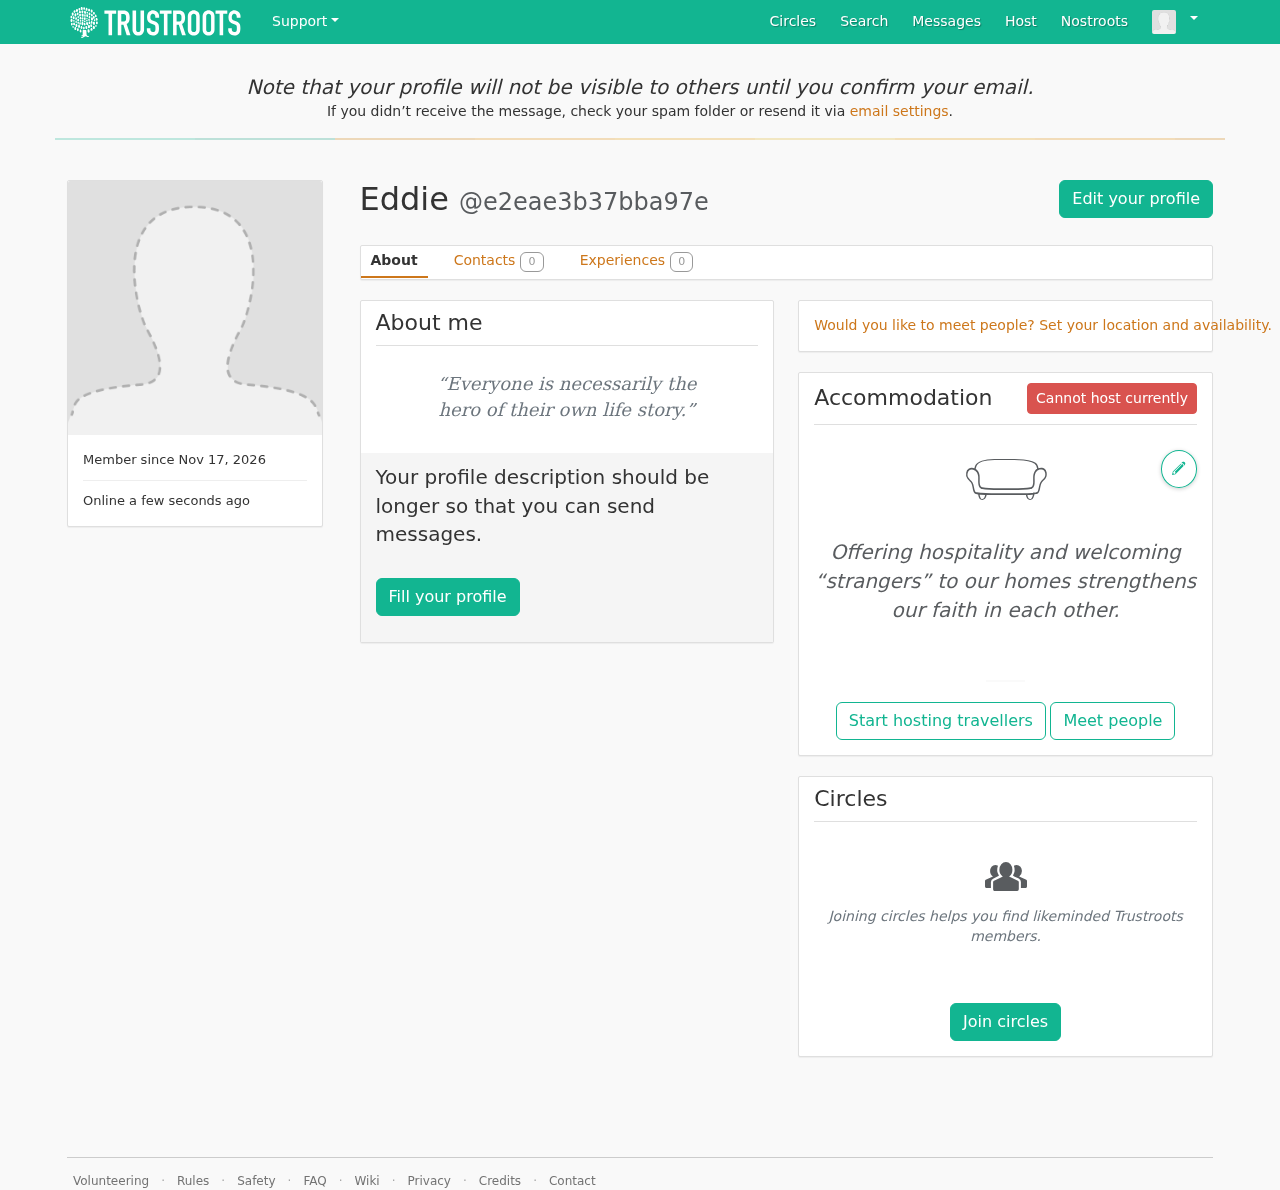 TRUSTROOTS
Support
Circles
Search
Messages
Host
Nostroots
Note that your profile will not be visible to others until you confirm your email.
If you didn’t receive the message, check your spam folder or resend it via email settings.
Eddie @e2eae3b37bba97e
Edit your profile
About
Contacts 0
Experiences 0
Member since Nov 17, 2026
Online a few seconds ago
About me
“Everyone is necessarily the
hero of their own life story.”
Your profile description should be
longer so that you can send
messages.
Fill your profile
Would you like to meet people? Set your location and availability.
Accommodation
Cannot host currently
Offering hospitality and welcoming
“strangers” to our homes strengthens
our faith in each other.
Start hosting travellers
Meet people
Circles
Joining circles helps you find likeminded Trustroots
members.
Join circles
Volunteering · Rules · Safety · FAQ · Wiki · Privacy · Credits · Contact